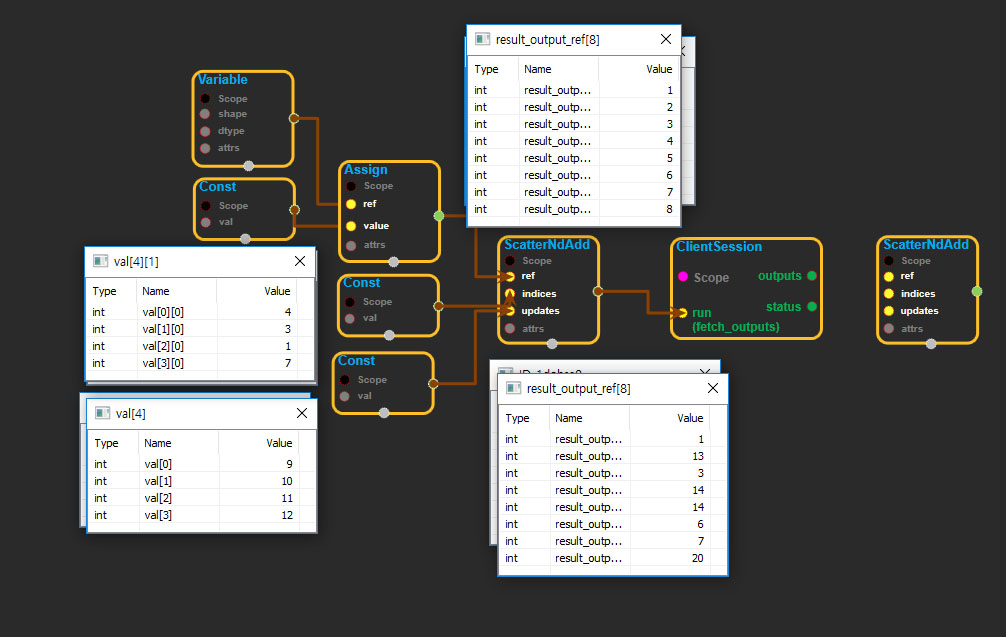 result_output_ref[8]
Type Name Value
int result_outp... 1
int result_outp... 2
int result_outp... 3
int result_outp... 4
int result_outp... 5
int result_outp... 6
int result_outp... 7
int result_outp... 8
Variable
Scope
shape
dtype
attrs
Const
Scope
val
Assign
Scope
ref
value
attrs
val[4][1]
Type Name Value
int val[0][0] 4
int val[1][0] 3
int val[2][0] 1
int val[3][0] 7
Const
Scope
val
Const
Scope
val
ScatterNdAdd
Scope
ref
indices
updates
attrs
ClientSession
Scope outputs
status
run
(fetch_outputs)
ScatterNdAdd
Scope
ref
indices
updates
attrs
val[4]
Type Name Value
int val[0] 9
int val[1] 10
int val[2] 11
int val[3] 12
result_output_ref[8]
Type Name Value
int result_outp... 1
int result_outp... 13
int result_outp... 3
int result_outp... 14
int result_outp... 14
int result_outp... 6
int result_outp... 7
int result_outp... 20